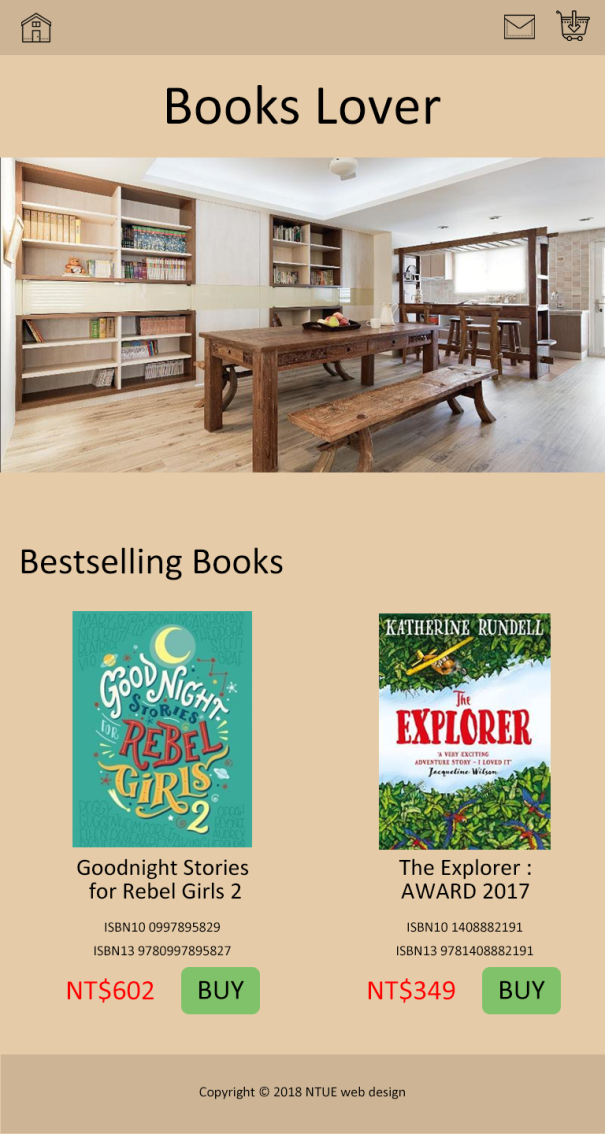 Books Lover
Bestselling Books
GOOD NIGHT
STORIES
FOR REBEL
GIRLS
2
KATHERINE RUNDELL
The
EXPLORER
'A VERY EXCITING
ADVENTURE STORY - I LOVED IT'
Jacqueline Wilson
Goodnight Stories
for Rebel Girls 2
The Explorer :
AWARD 2017
ISBN10 0997895829
ISBN13 9780997895827
ISBN10 1408882191
ISBN13 9781408882191
NT$602
BUY
NT$349
BUY
Copyright © 2018 NTUE web design